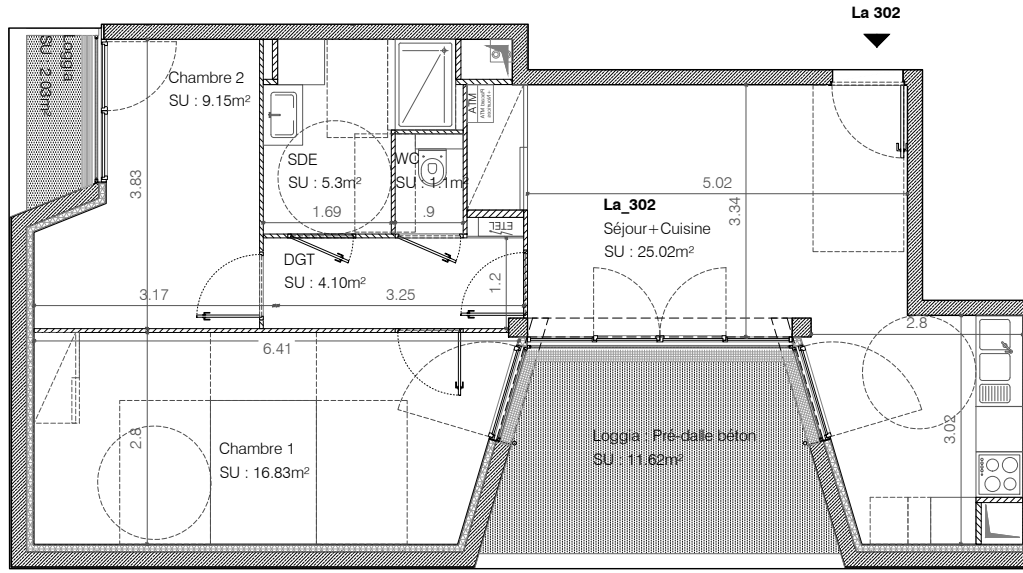 La 302
Loggia
SU : 2.03m²
Chambre 2
SU : 9.15m²
3.83
SDE
SU : 5.3m²
1.69
WC
SU : 1.1m²
.9
ATM
5.02
3.34
La_302
Séjour+Cuisine
SU : 25.02m²
ETEL
DGT
SU : 4.10m²
1.2
3.17
3.25
2.8
6.41
2.8
Chambre 1
SU : 16.83m²
Loggia : Pré-dalle béton
SU : 11.62m²
3.02